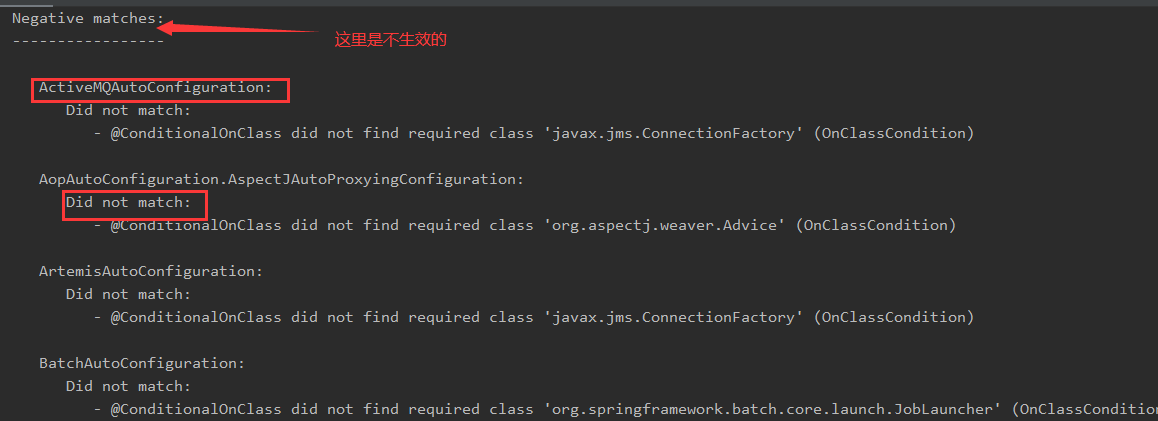 Negative matches:
-----------------
这里是不生效的
ActiveMQAutoConfiguration:
Did not match:
- @ConditionalOnClass did not find required class 'javax.jms.ConnectionFactory' (OnClassCondition)
AopAutoConfiguration.AspectJAutoProxyingConfiguration:
Did not match:
- @ConditionalOnClass did not find required class 'org.aspectj.weaver.Advice' (OnClassCondition)
ArtemisAutoConfiguration:
Did not match:
- @ConditionalOnClass did not find required class 'javax.jms.ConnectionFactory' (OnClassCondition)
BatchAutoConfiguration:
Did not match:
- @ConditionalOnClass did not find required class 'org.springframework.batch.core.launch.JobLauncher' (OnClassCondition